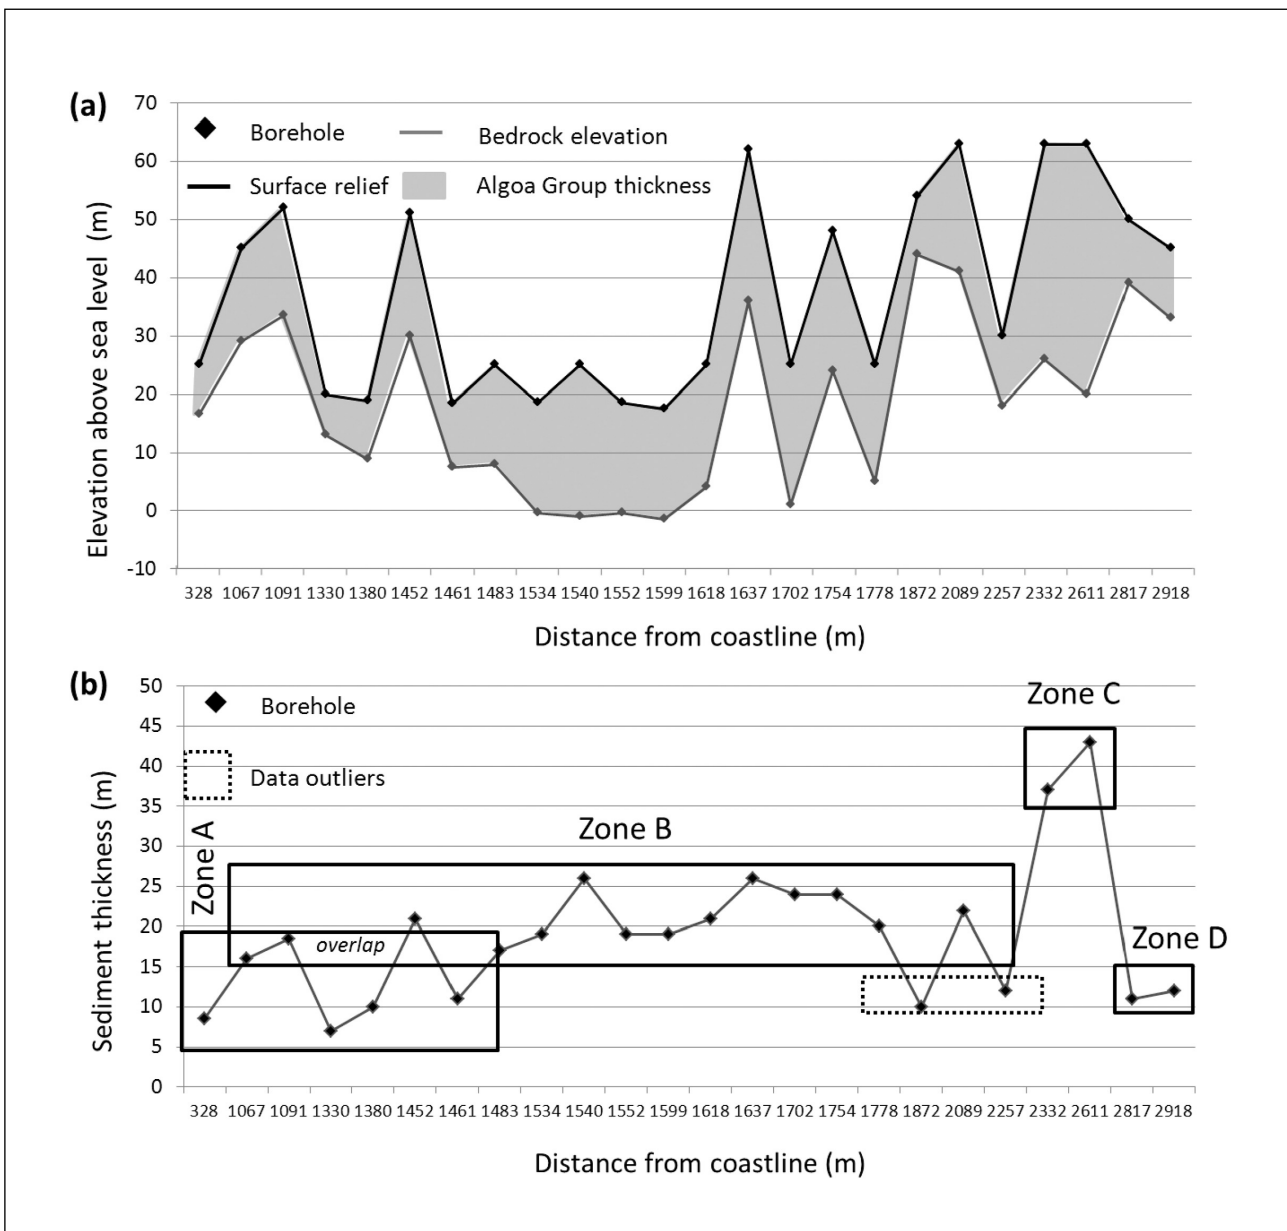 (a)
70
60
50
40
30
20
10
0
-10
Elevation above sea level (m)
Borehole
Bedrock elevation
Surface relief
Algoa Group thickness
328 1067 1091 1330 1380 1452 1461 1483 1534 1540 1552 1599 1618 1637 1702 1754 1778 1872 2089 2257 2332 2611 2817 2918
Distance from coastline (m)
(b)
50
45
40
35
30
25
20
15
10
5
0
Sediment thickness (m)
Borehole
Data outliers
Zone A
Zone B
overlap
Zone C
Zone D
328 1067 1091 1330 1380 1452 1461 1483 1534 1540 1552 1599 1618 1637 1702 1754 1778 1872 2089 2257 2332 2611 2817 2918
Distance from coastline (m)